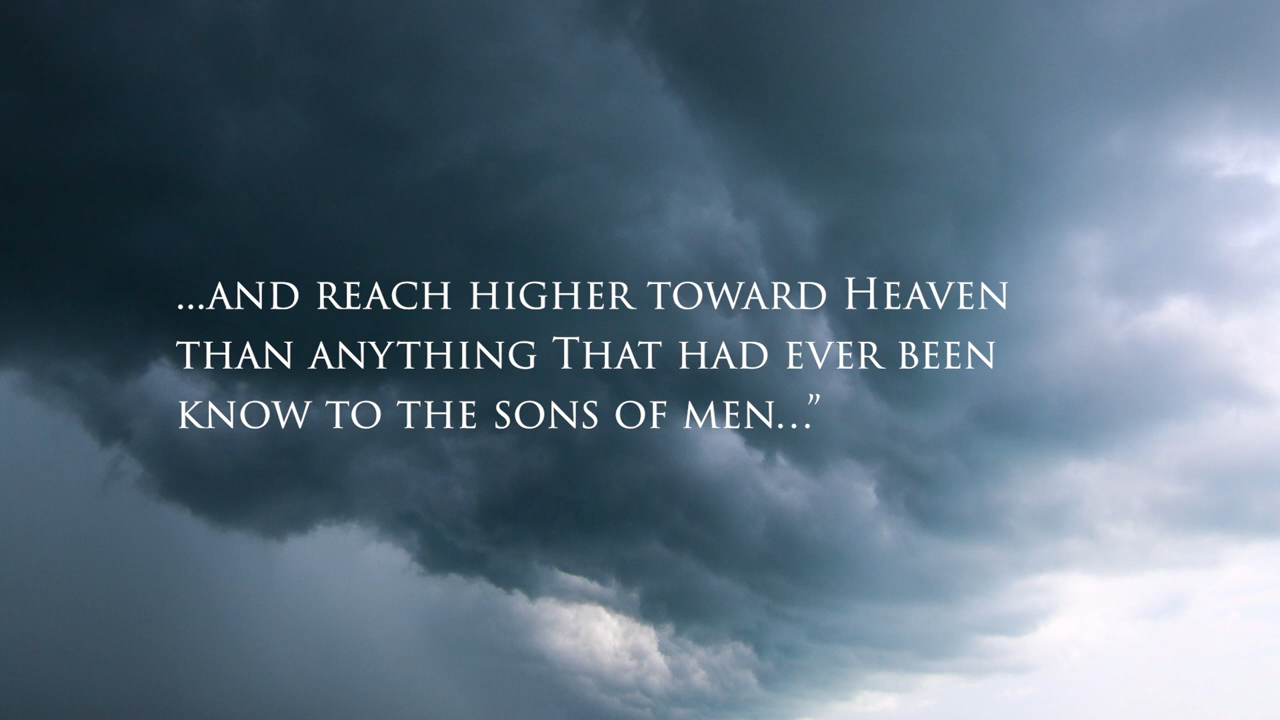 ...and reach higher toward Heaven
than anything That had ever been
know to the sons of men...”